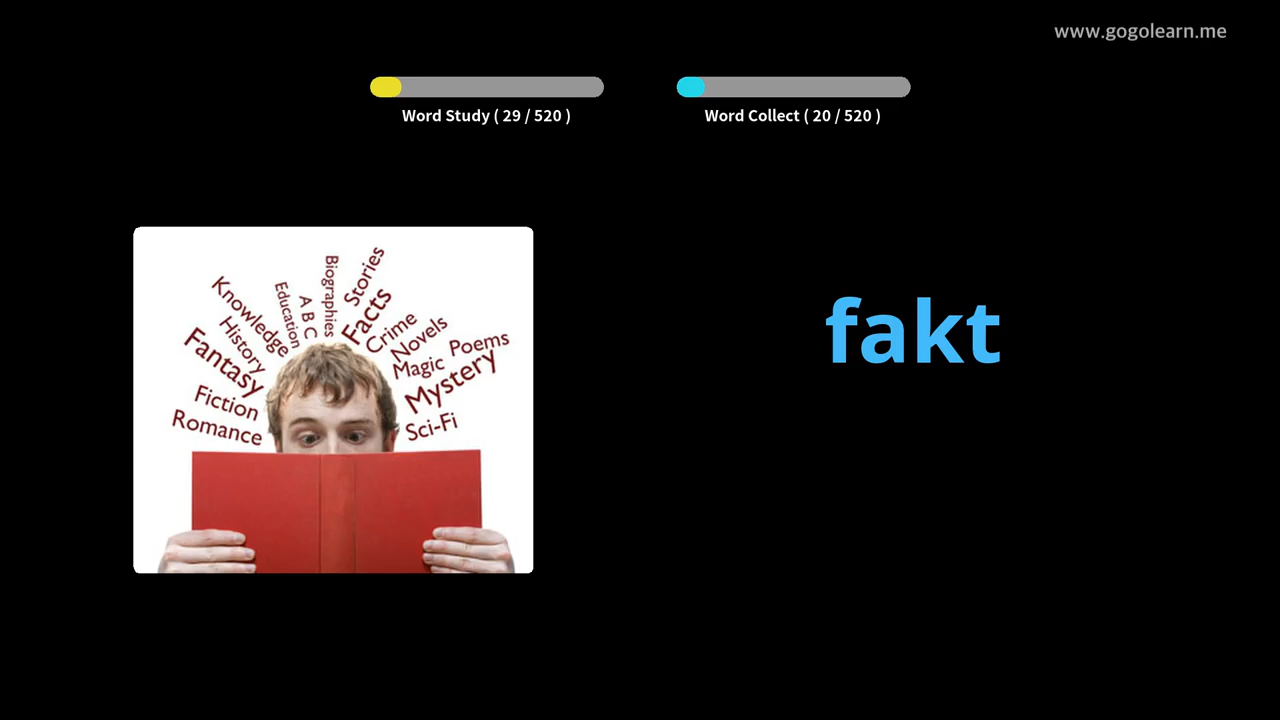 www.gogolearn.me
Word Study ( 29 / 520 )
Word Collect ( 20 / 520 )
Biographies
Stories
A B C
Education
Facts
Knowledge
Crime
History
Novels
Fantasy
Magic
Poems
Mystery
Fiction
Romance
Sci-Fi
fakt